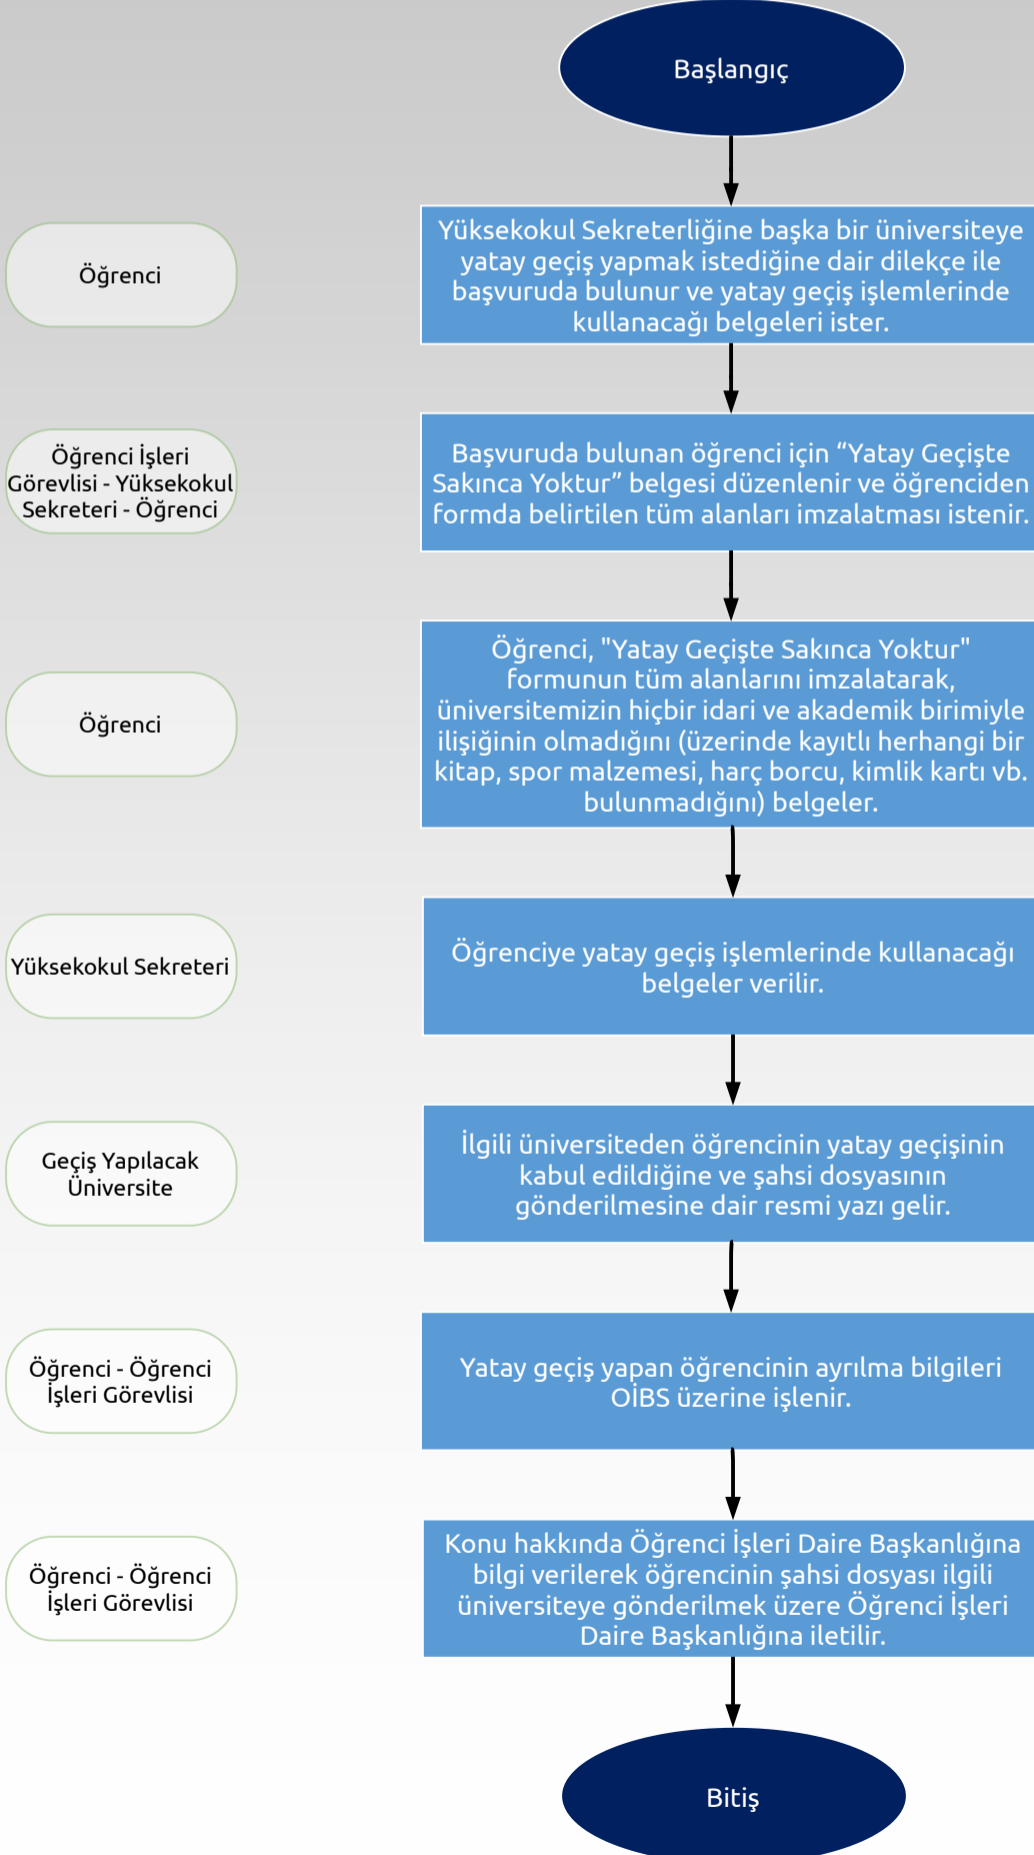 Başlangıç
Öğrenci
Yüksekokul Sekreterliğine başka bir üniversiteye
yatay geçiş yapmak istediğine dair dilekçe ile
başvuruda bulunur ve yatay geçiş işlemlerinde
kullanacağı belgeleri ister.
Öğrenci İşleri
Görevlisi - Yüksekokul
Sekreteri - Öğrenci
Başvuruda bulunan öğrenci için “Yatay Geçişte
Sakınca Yoktur” belgesi düzenlenir ve öğrenciden
formda belirtilen tüm alanları imzalatması istenir.
Öğrenci
Öğrenci, "Yatay Geçişte Sakınca Yoktur"
formunun tüm alanlarını imzalatarak,
üniversitemizin hiçbir idari ve akademik birimiyle
ilişiğinin olmadığını (üzerinde kayıtlı herhangi bir
kitap, spor malzemesi, harç borcu, kimlik kartı vb.
bulunmadığını) belgeler.
Yüksekokul Sekreteri
Öğrenciye yatay geçiş işlemlerinde kullanacağı
belgeler verilir.
Geçiş Yapılacak
Üniversite
İlgili üniversiteden öğrencinin yatay geçişinin
kabul edildiğine ve şahsi dosyasının
gönderilmesine dair resmi yazı gelir.
Öğrenci - Öğrenci
İşleri Görevlisi
Yatay geçiş yapan öğrencinin ayrılma bilgileri
OİBS üzerine işlenir.
Öğrenci - Öğrenci
İşleri Görevlisi
Konu hakkında Öğrenci İşleri Daire Başkanlığına
bilgi verilerek öğrencinin şahsi dosyası ilgili
üniversiteye gönderilmek üzere Öğrenci İşleri
Daire Başkanlığına iletilir.
Bitiş